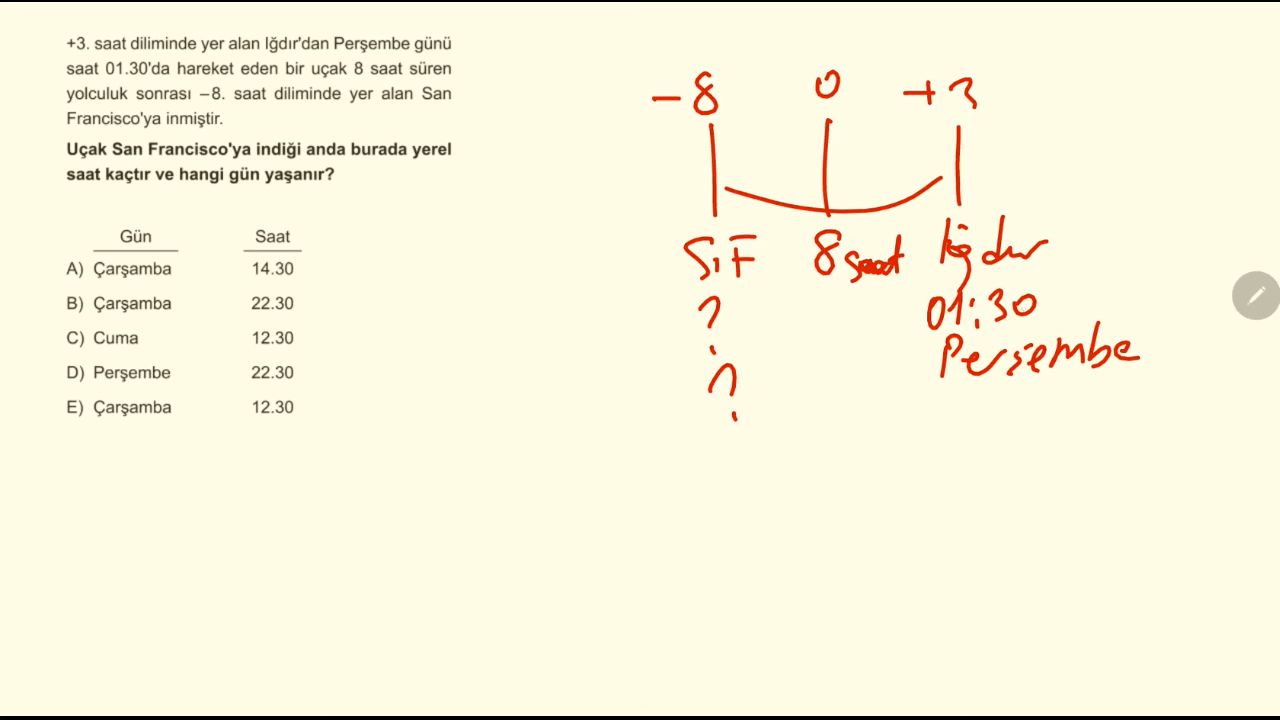 +3. saat diliminde yer alan Iğdır'dan Perşembe günü
saat 01.30'da hareket eden bir uçak 8 saat süren
yolculuk sonrası –8. saat diliminde yer alan San
Francisco'ya inmiştir.
Uçak San Francisco'ya indiği anda burada yerel
saat kaçtır ve hangi gün yaşanır?
Gün Saat
A) Çarşamba 14.30
B) Çarşamba 22.30
C) Cuma 12.30
D) Perşembe 22.30
E) Çarşamba 12.30
-8 0 +3
S.F 8 saat Iğdır
? 01:30
? Perşembe